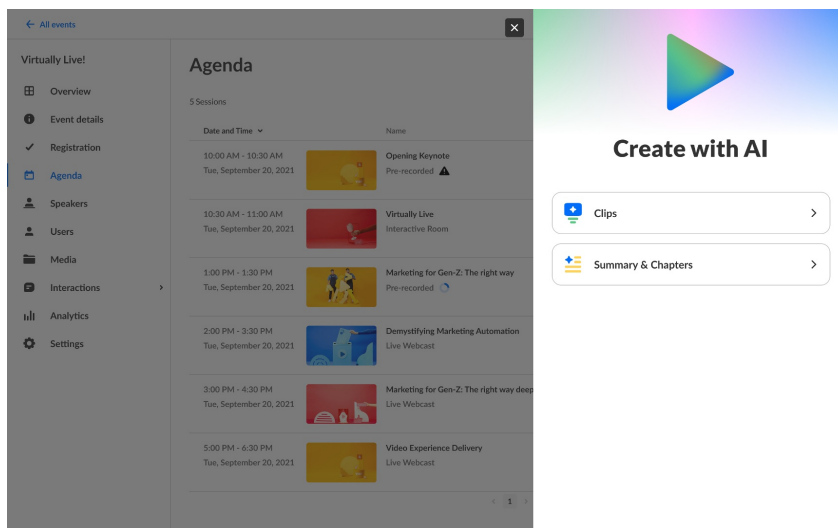 All events
Virtually Live!
Overview
Event details
Registration
Agenda
Speakers
Users
Media
Interactions
Analytics
Settings
Agenda
5 Sessions
Date and Time
Name
10:00 AM - 10:30 AM
Tue, September 20, 2021
Opening Keynote
Pre-recorded
10:30 AM - 11:00 AM
Tue, September 20, 2021
Virtually Live
Interactive Room
1:00 PM - 1:30 PM
Tue, September 20, 2021
Marketing for Gen-Z: The right way
Pre-recorded
2:00 PM - 3:30 PM
Tue, September 20, 2021
Demystifying Marketing Automation
Live Webcast
3:00 PM - 4:30 PM
Tue, September 20, 2021
Marketing for Gen-Z: The right way deep
Live Webcast
5:00 PM - 6:30 PM
Tue, September 20, 2021
Video Experience Delivery
Live Webcast
1
Create with AI
Clips
Summary & Chapters